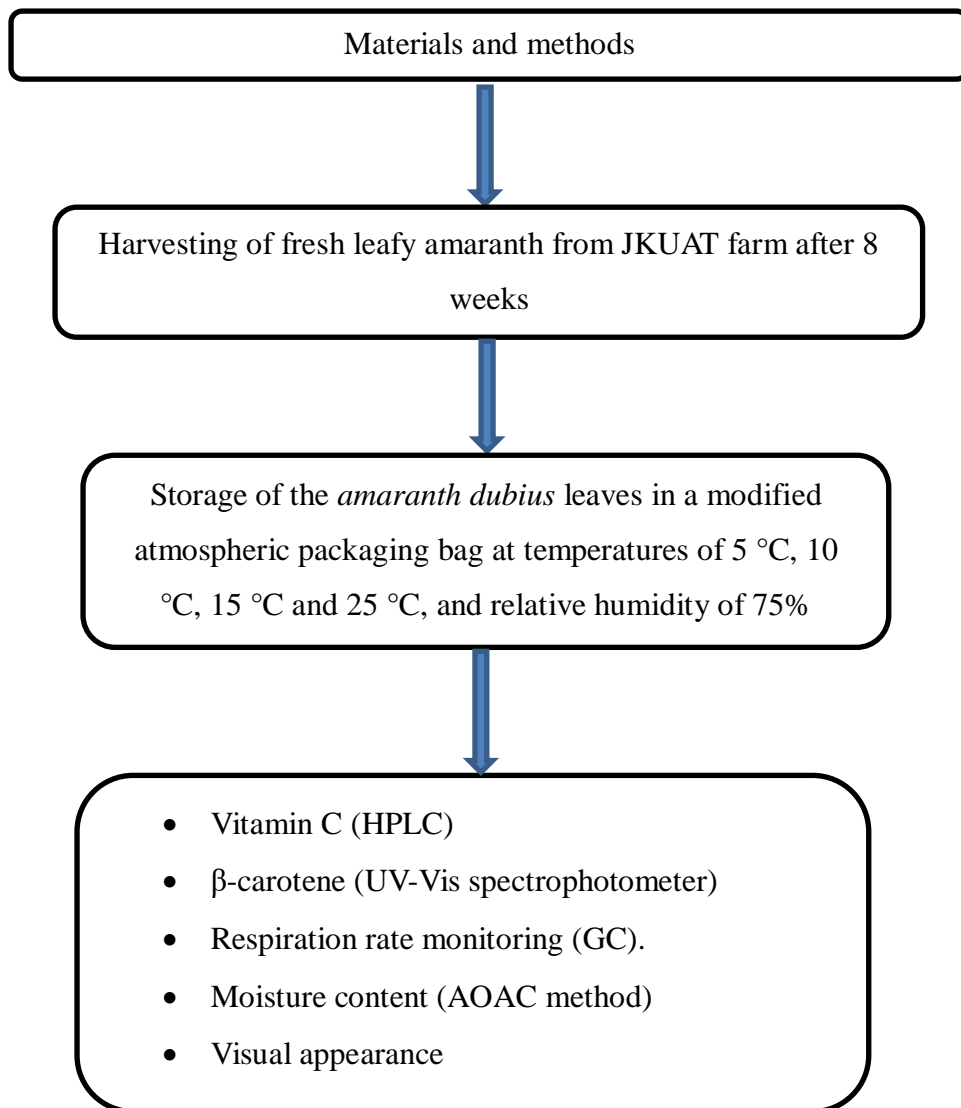 Materials and methods
Harvesting of fresh leafy amaranth from JKUAT farm after 8
weeks
Storage of the amaranth dubius leaves in a modified
atmospheric packaging bag at temperatures of 5 °C, 10
°C, 15 °C and 25 °C, and relative humidity of 75%
• Vitamin C (HPLC)
• β-carotene (UV-Vis spectrophotometer)
• Respiration rate monitoring (GC).
• Moisture content (AOAC method)
• Visual appearance